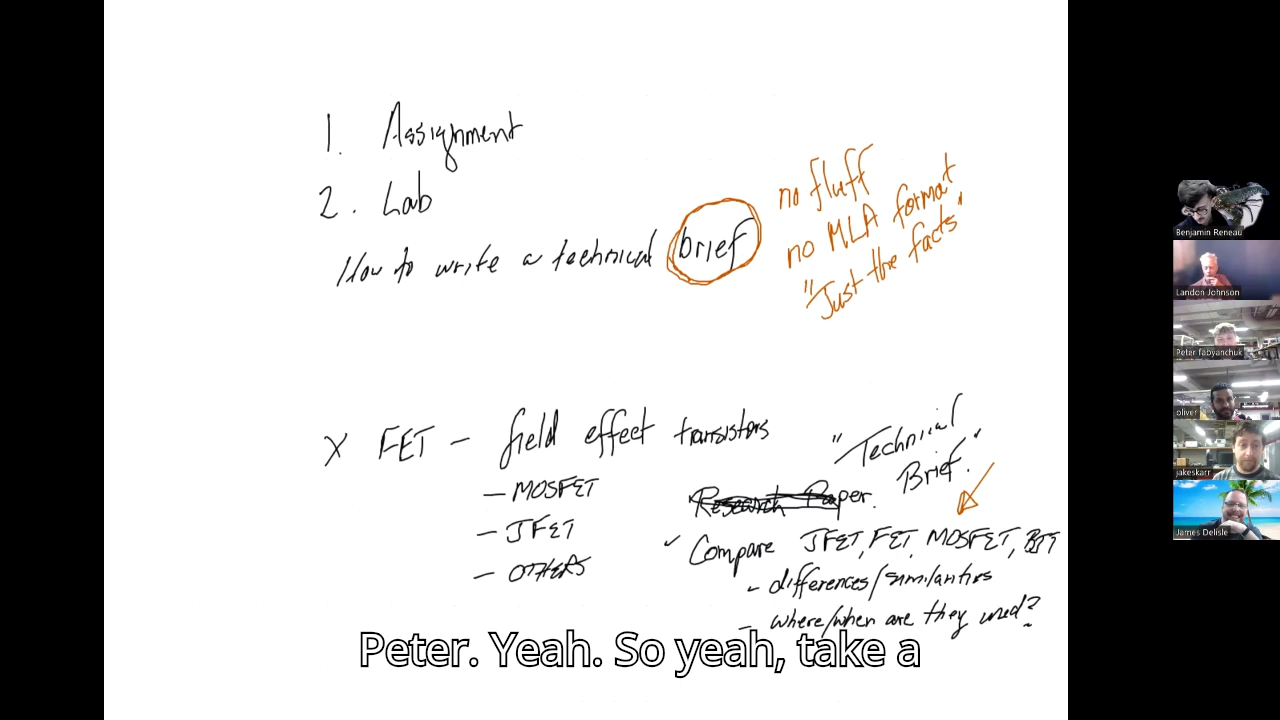 1. Assignment
2. Lab
How to write a technical brief
no fluff
no MLA format
"Just the facts"
X FET - field effect transistors
- MOSFET
- JFET
- OTHERS
"Technical Brief."
Research Paper.
✓ Compare JFET, FET, MOSFET, BJT
- differences/similarities
- where/when are they used?
Peter. Yeah. So yeah, take a
Benjamin Reneau
Landon Johnson
Peter fabyanchuk
oliver
jakeskarr
James Delisle